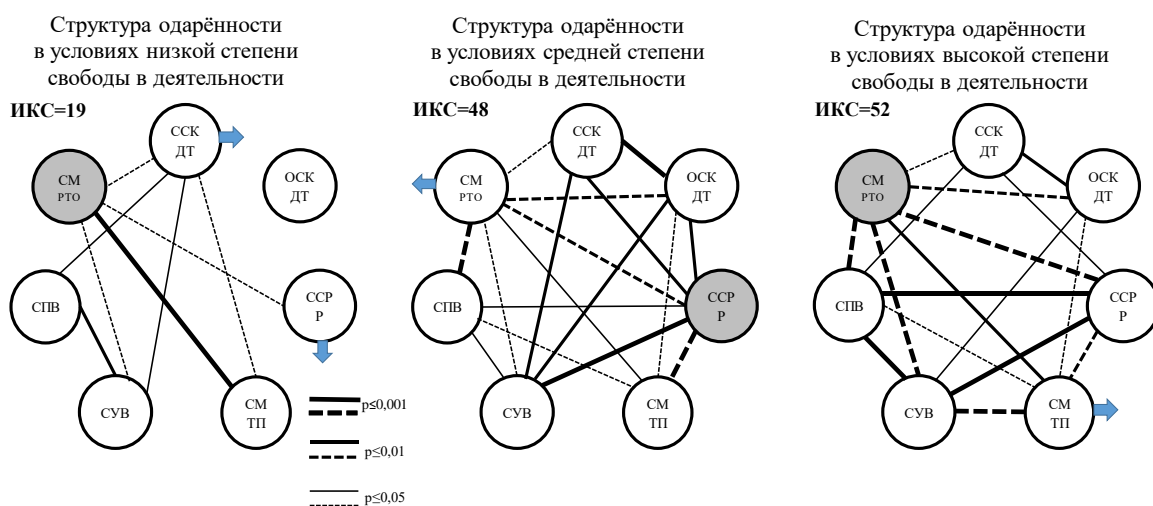 Структура одарённости
в условиях низкой степени
свободы в деятельности
ИКС=19
ССК
ДТ
СМ
РТО
ОСК
ДТ
СПВ
ССР
Р
СУВ
СМ
ТП
p≤0,001
p≤0,01
p≤0,05
Структура одарённости
в условиях средней степени
свободы в деятельности
ИКС=48
ССК
ДТ
СМ
РТО
ОСК
ДТ
СПВ
ССР
Р
СУВ
СМ
ТП
Структура одарённости
в условиях высокой степени
свободы в деятельности
ИКС=52
ССК
ДТ
СМ
РТО
ОСК
ДТ
СПВ
ССР
Р
СУВ
СМ
ТП